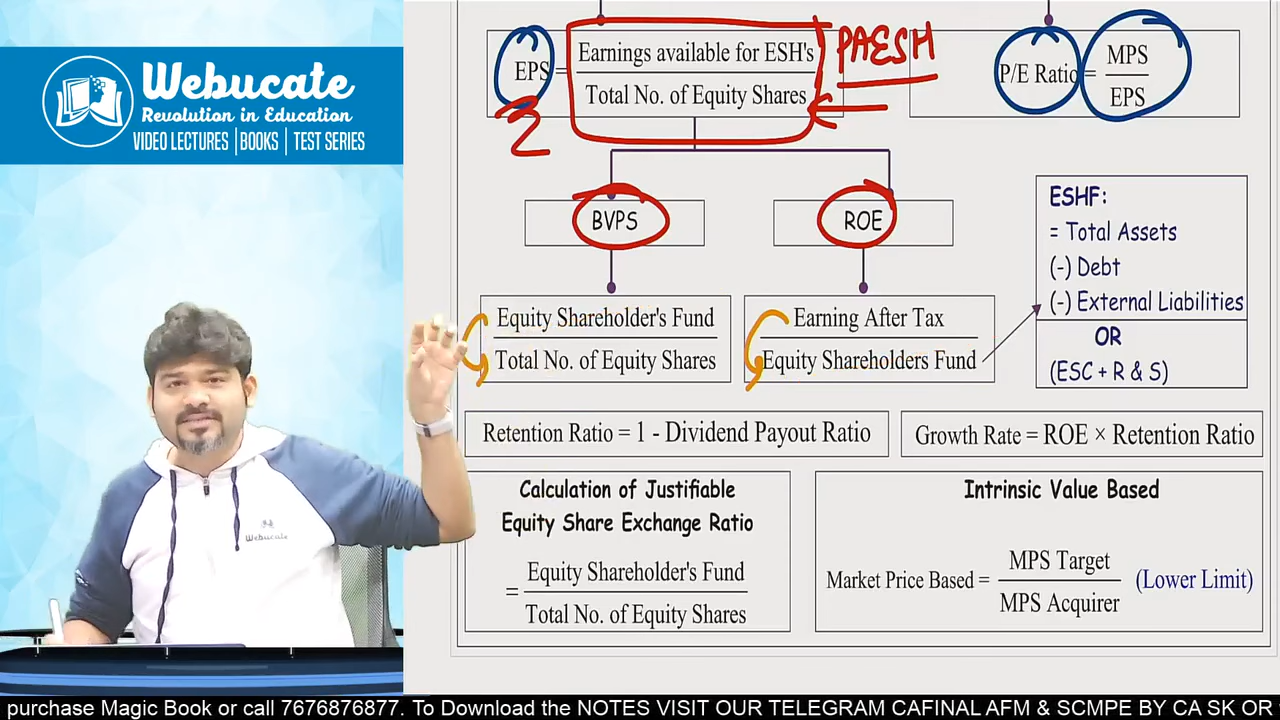 Webucate
Revolution in Education
VIDEO LECTURES | BOOKS | TEST SERIES
EPS = Earnings available for ESH's
Total No. of Equity Shares
PAESH
2
P/E Ratio = MPS
EPS
BVPS
ROE
Equity Shareholder's Fund
Total No. of Equity Shares
Earning After Tax
Equity Shareholders Fund
ESHF:
= Total Assets
(-) Debt
(-) External Liabilities
OR
(ESC + R & S)
Retention Ratio = 1 - Dividend Payout Ratio
Growth Rate = ROE × Retention Ratio
Calculation of Justifiable
Equity Share Exchange Ratio
= Equity Shareholder's Fund
Total No. of Equity Shares
Intrinsic Value Based
Market Price Based = MPS Target
MPS Acquirer
(Lower Limit)
Webucate
purchase Magic Book or call 7676876877. To Download the NOTES VISIT OUR TELEGRAM CAFINAL AFM & SCMPE BY CA SK OR